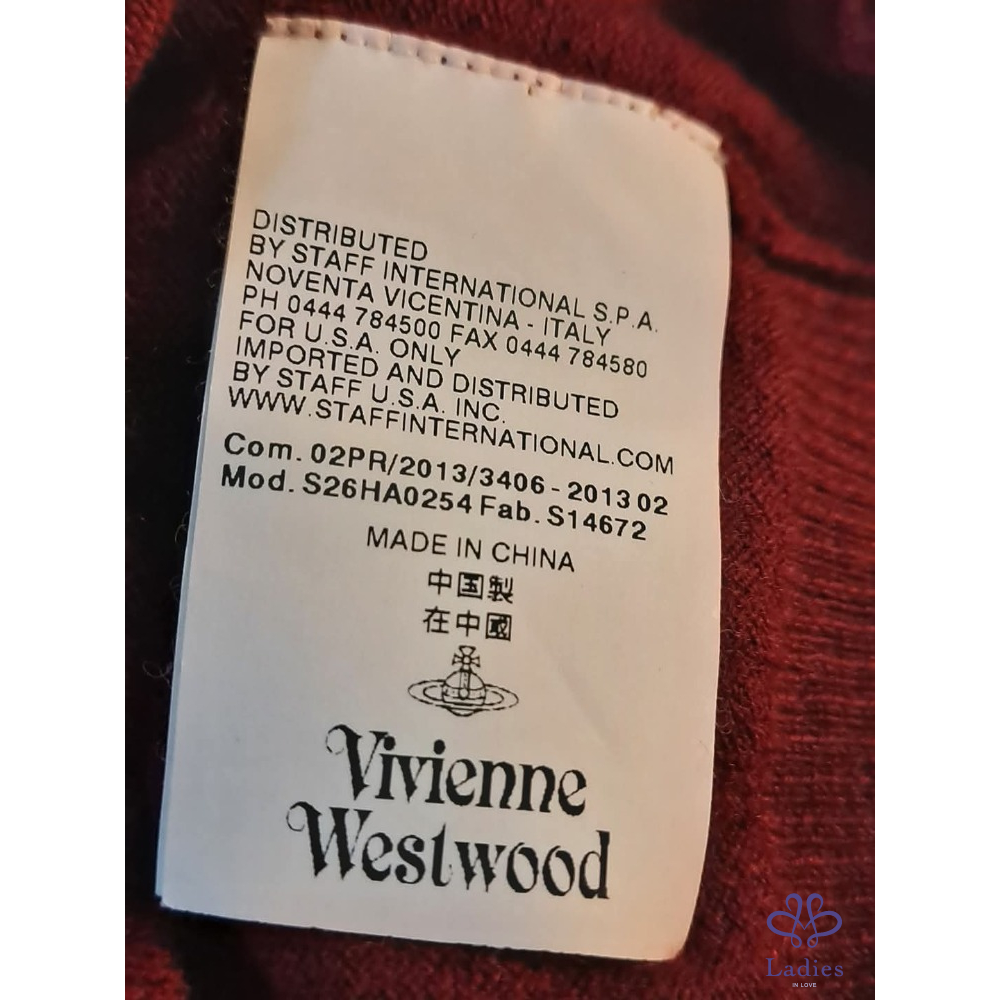 DISTRIBUTED
BY STAFF INTERNATIONAL S.P.A.
NOVENTA VICENTINA - ITALY
PH 0444 784500 FAX 0444 784580
FOR U.S.A. ONLY
IMPORTED AND DISTRIBUTED
BY STAFF U.S.A. INC.
WWW.STAFFINTERNATIONAL.COM
Com. 02PR/2013/3406 - 2013 02
Mod. S26HA0254 Fab. S14672
MADE IN CHINA
中国製
在中國
Vivienne
Westwood
Ladies
IN LOVE